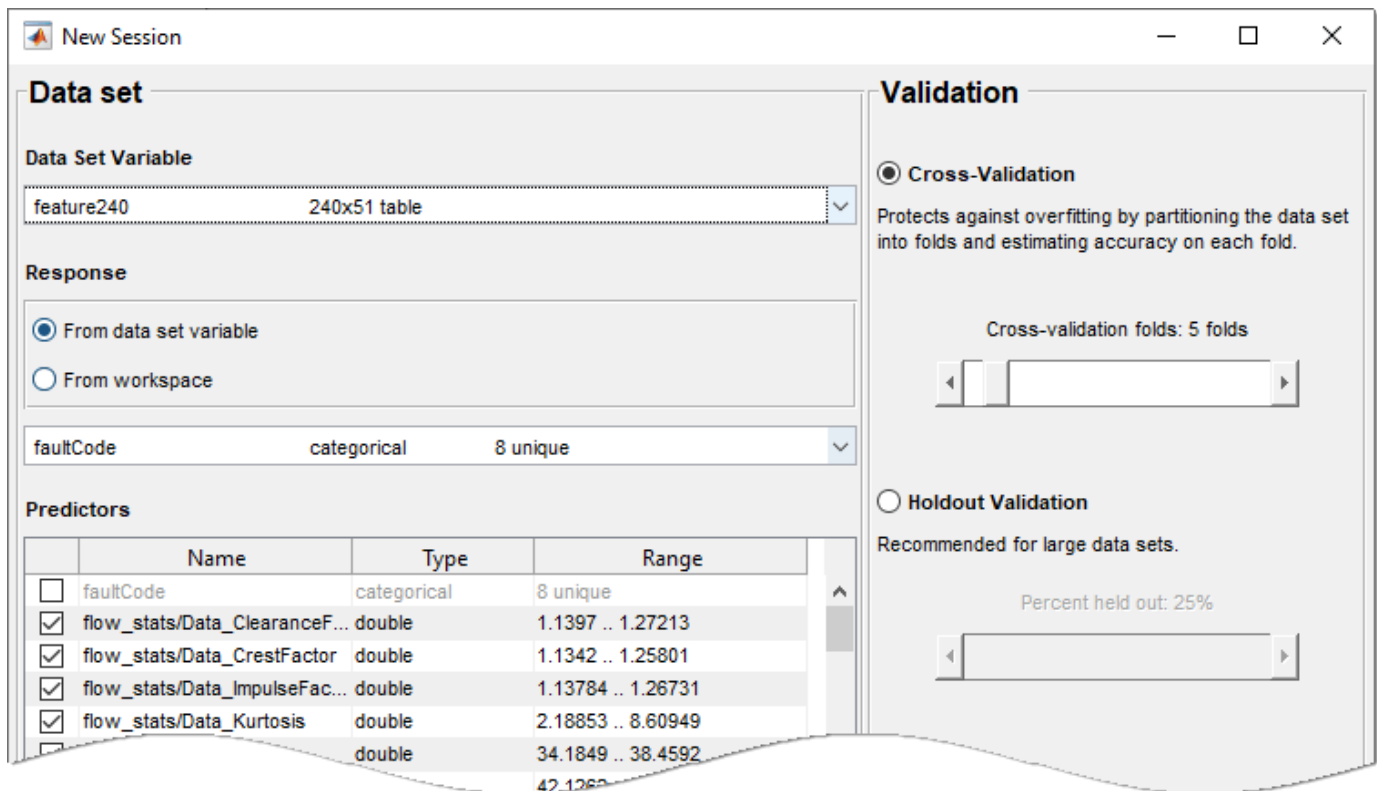 New Session
Data set
Data Set Variable
feature240 240x51 table
Response
From data set variable
From workspace
faultCode categorical 8 unique
Predictors
Name Type Range
faultCode categorical 8 unique
flow_stats/Data_ClearanceF... double 1.1397 .. 1.27213
flow_stats/Data_CrestFactor double 1.1342 .. 1.25801
flow_stats/Data_ImpulseFac... double 1.13784 .. 1.26731
flow_stats/Data_Kurtosis double 2.18853 .. 8.60949
double 34.1849 .. 38.4592
Validation
Cross-Validation
Protects against overfitting by partitioning the data set
into folds and estimating accuracy on each fold.
Cross-validation folds: 5 folds
Holdout Validation
Recommended for large data sets.
Percent held out: 25%